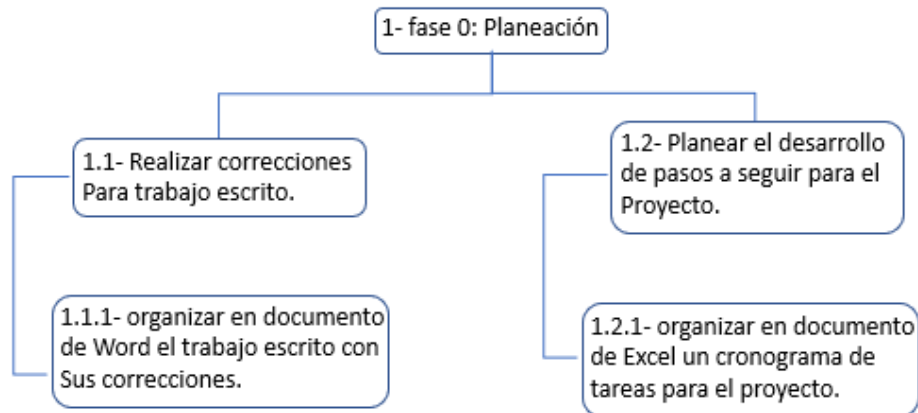 1- fase 0: Planeación
1.1- Realizar correcciones
Para trabajo escrito.
1.2- Planear el desarrollo
de pasos a seguir para el
Proyecto.
1.1.1- organizar en documento
de Word el trabajo escrito con
Sus correcciones.
1.2.1- organizar en documento
de Excel un cronograma de
tareas para el proyecto.